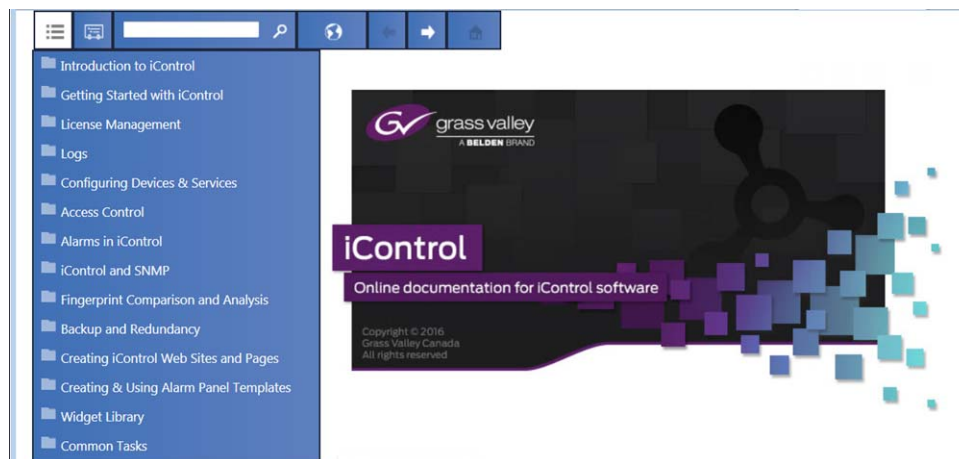 Introduction to iControl
Getting Started with iControl
License Management
Logs
Configuring Devices & Services
Access Control
Alarms in iControl
iControl and SNMP
Fingerprint Comparison and Analysis
Backup and Redundancy
Creating iControl Web Sites and Pages
Creating & Using Alarm Panel Templates
Widget Library
Common Tasks
GV
grass valley
A BELDEN BRAND
iControl
Online documentation for iControl software
Copyright © 2016
Grass Valley Canada
All rights reserved